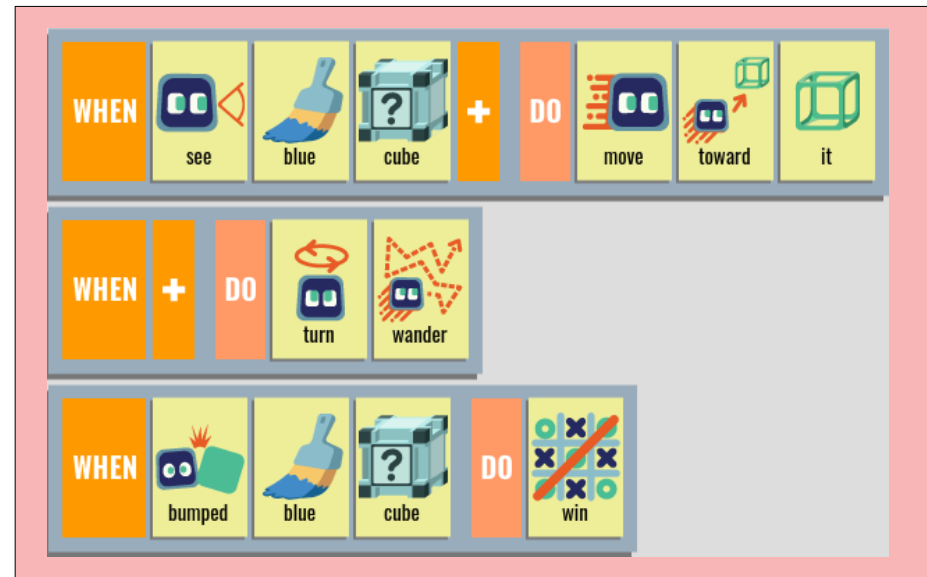 WHEN see blue cube + DO move toward it
WHEN + DO turn wander
WHEN bumped blue cube DO win